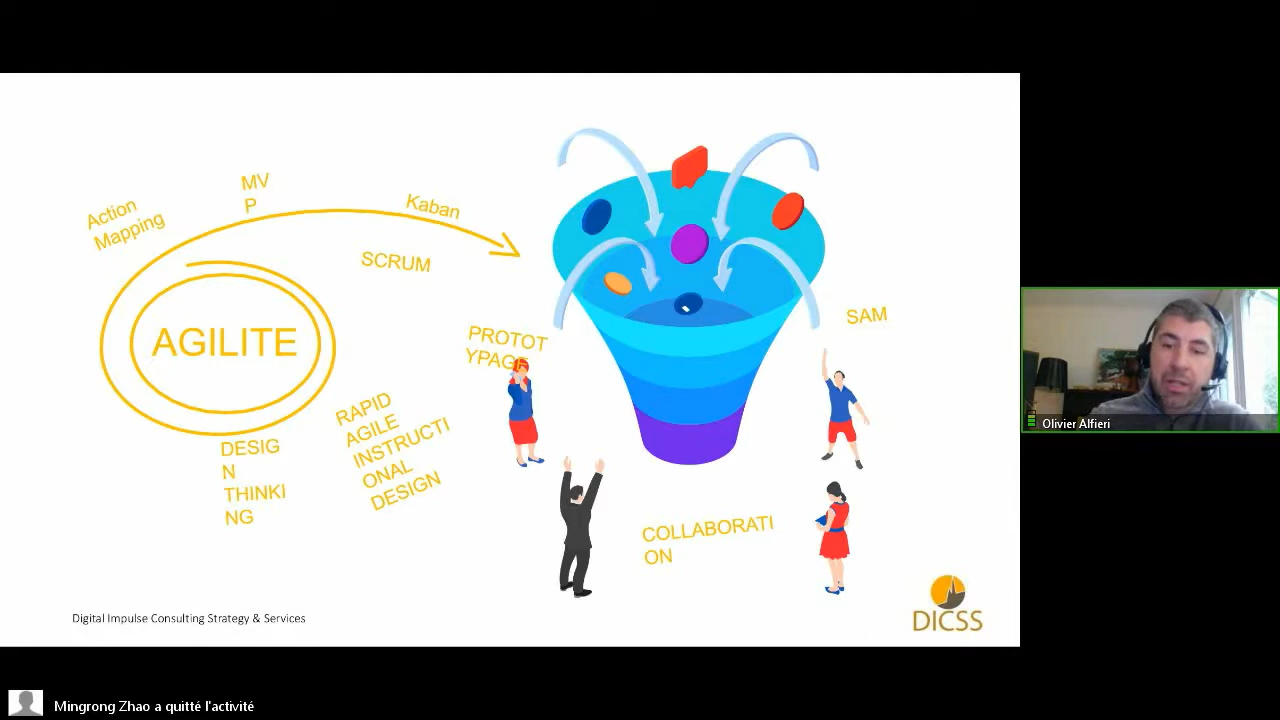 MV
P
Action
Mapping
Kaban
SCRUM
AGILITE
PROTOT
YPAGE
SAM
RAPID
AGILE
INSTRUCTI
ONAL
DESIGN
DESIG
N
THINKI
NG
COLLABORATI
ON
Digital Impulse Consulting Strategy & Services
DICSS
Olivier Alfieri
Mingrong Zhao a quitté l'activité